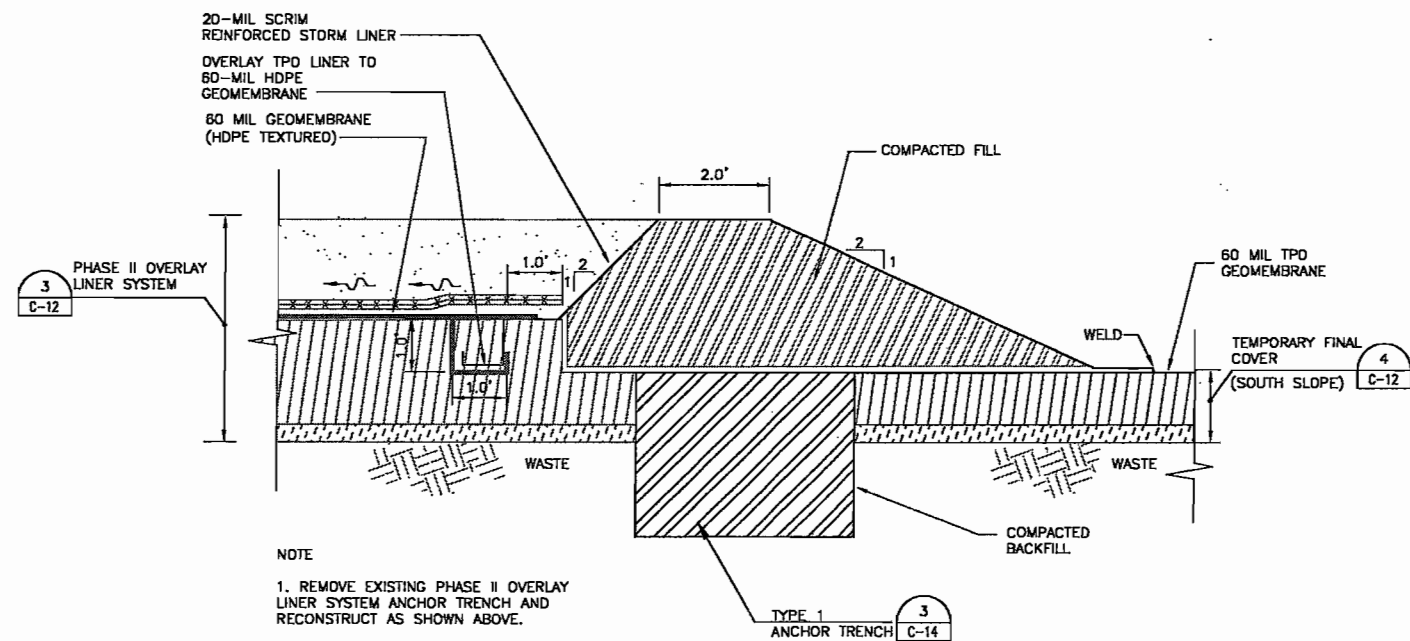 20-MIL SCRIM
REINFORCED STORM LINER
OVERLAY TPO LINER TO
60-MIL HDPE
GEOMEMBRANE
60 MIL GEOMEMBRANE
(HDPE TEXTURED)
COMPACTED FILL
2.0'
2
1
60 MIL TPO
GEOMEMBRANE
3
C-12
PHASE II OVERLAY
LINER SYSTEM
1.0'
1
2
WELD
TEMPORARY FINAL
COVER
(SOUTH SLOPE)
4
C-12
1.0'
1.0'
WASTE
WASTE
COMPACTED
BACKFILL
NOTE
1. REMOVE EXISTING PHASE II OVERLAY
LINER SYSTEM ANCHOR TRENCH AND
RECONSTRUCT AS SHOWN ABOVE.
TYPE 1
ANCHOR TRENCH
3
C-14